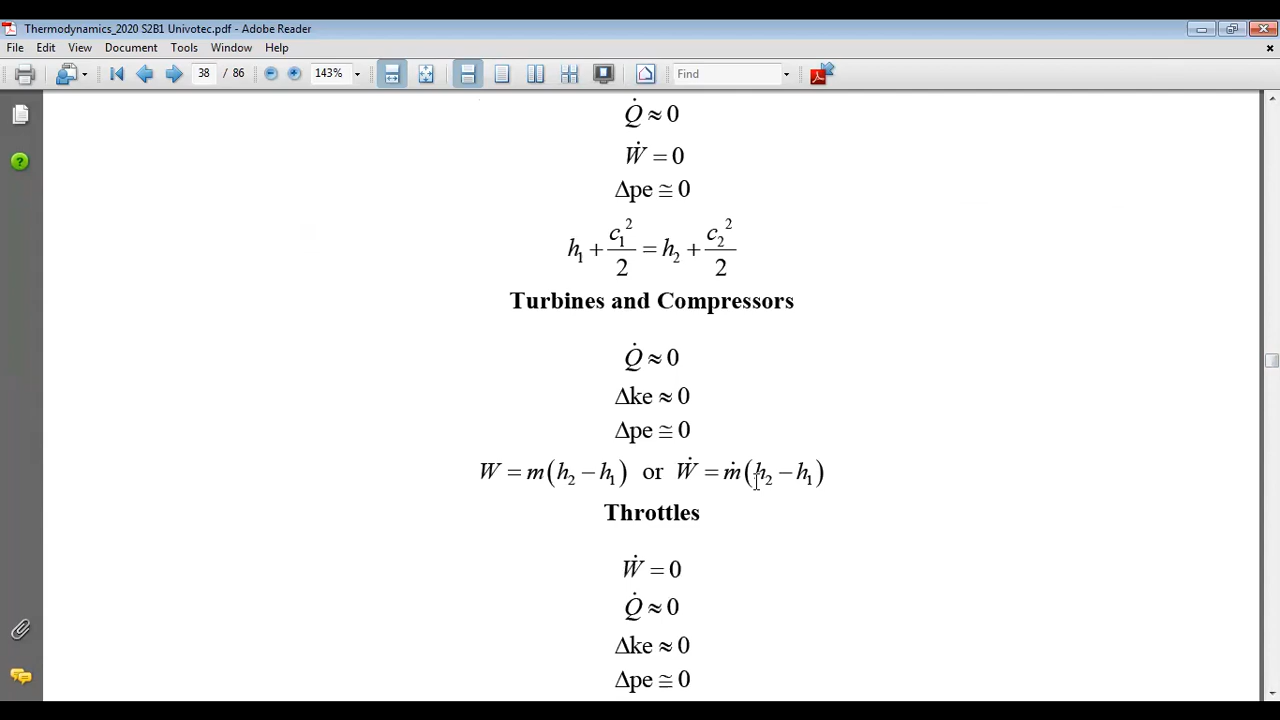 Thermodynamics_2020 S2B1 Univotec.pdf - Adobe Reader
File Edit View Document Tools Window Help
38 / 86 143% Find
Q̇ ≈ 0
Ẇ = 0
Δpe ≅ 0
h₁ + c₁²/2 = h₂ + c₂²/2
Turbines and Compressors
Q̇ ≈ 0
Δke ≈ 0
Δpe ≅ 0
W = m(h₂ − h₁) or Ẇ = ṁ(h₂ − h₁)
Throttles
Ẇ = 0
Q̇ ≈ 0
Δke ≈ 0
Δpe ≅ 0